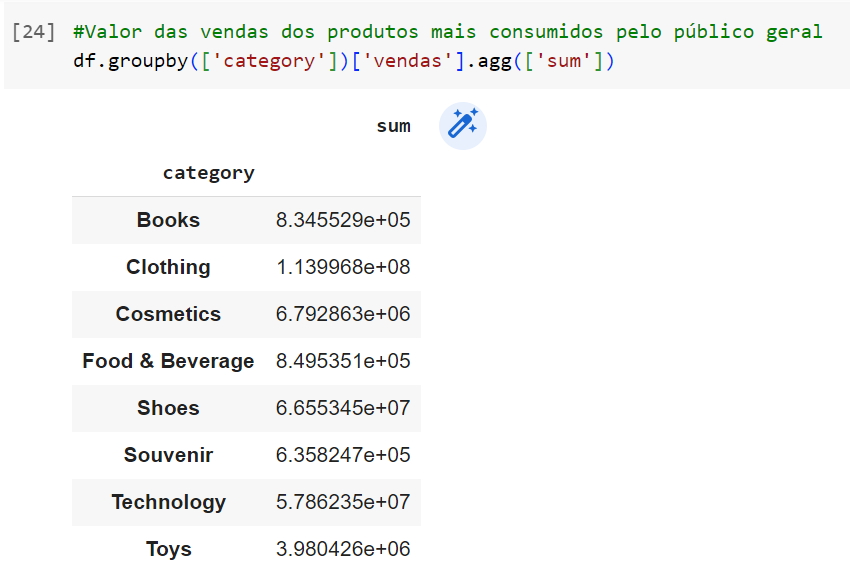 [24] #Valor das vendas dos produtos mais consumidos pelo público geral
df.groupby(['category'])['vendas'].agg(['sum'])
sum
category
Books 8.345529e+05
Clothing 1.139968e+08
Cosmetics 6.792863e+06
Food & Beverage 8.495351e+05
Shoes 6.655345e+07
Souvenir 6.358247e+05
Technology 5.786235e+07
Toys 3.980426e+06